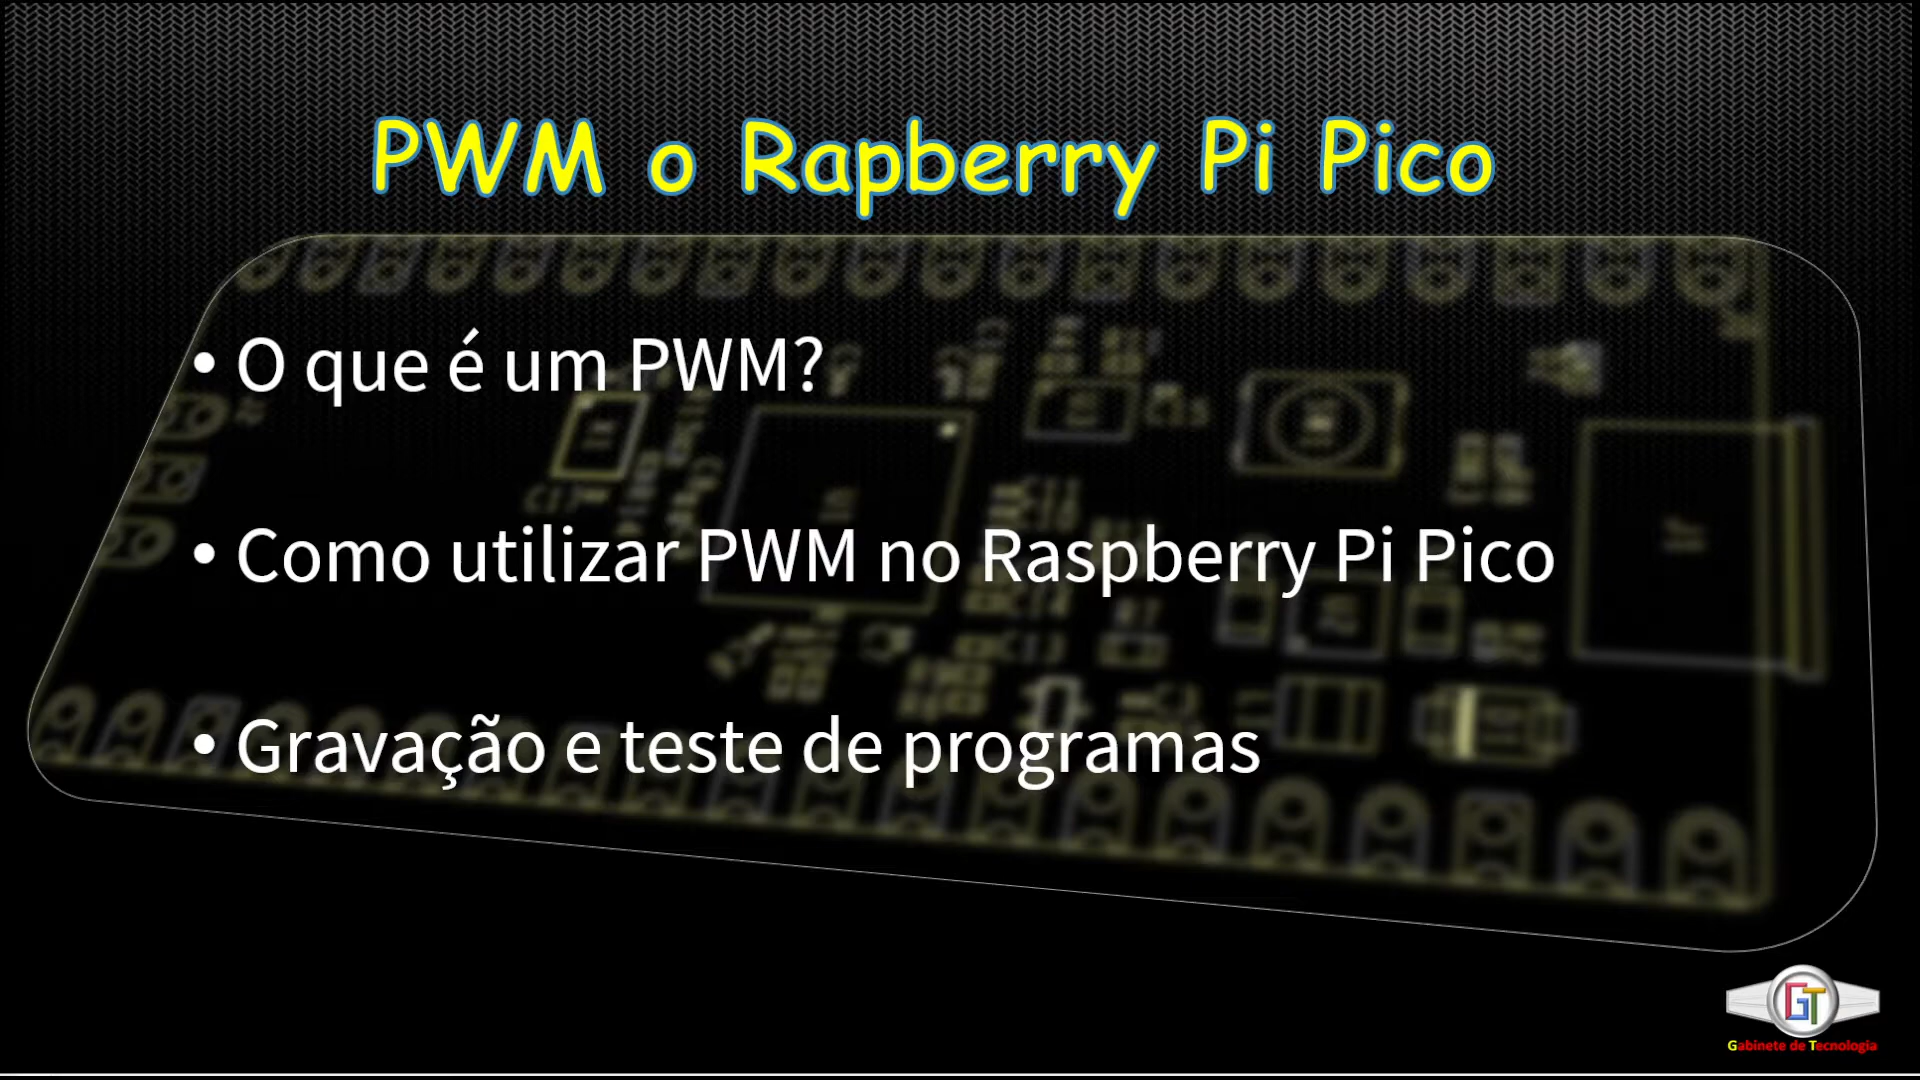 PWM o Rapberry Pi Pico
• O que é um PWM?
• Como utilizar PWM no Raspberry Pi Pico
• Gravação e teste de programas
GT
Gabinete de Tecnologia